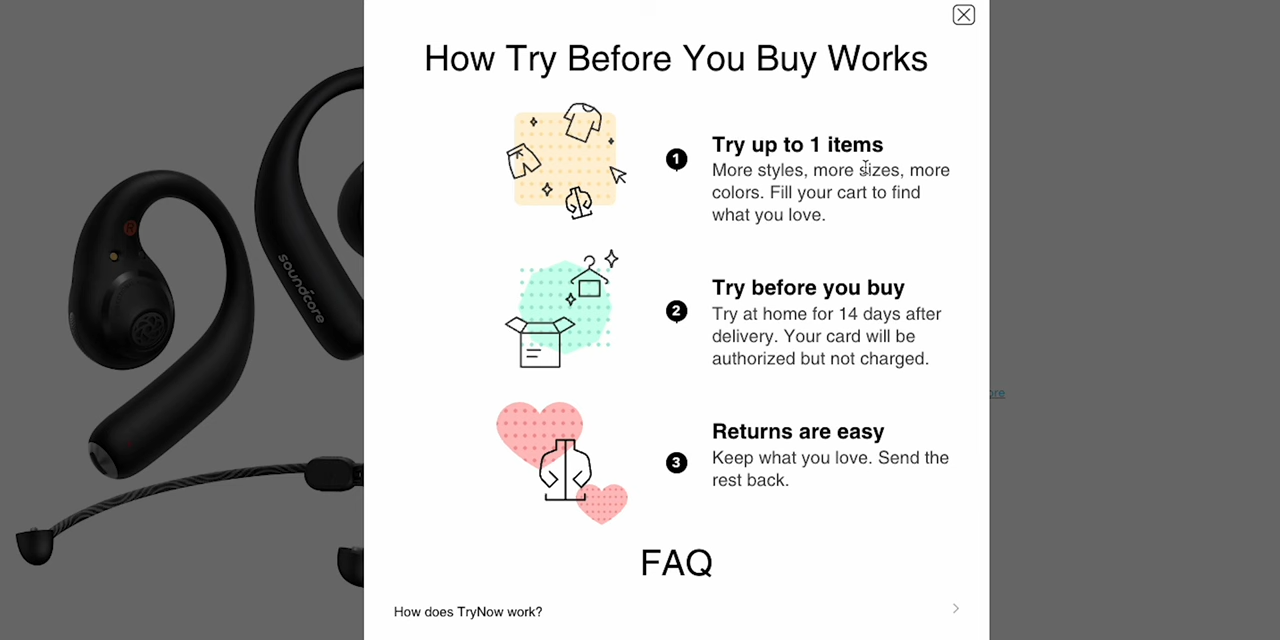 How Try Before You Buy Works
1
Try up to 1 items
More styles, more sizes, more
colors. Fill your cart to find
what you love.
2
Try before you buy
Try at home for 14 days after
delivery. Your card will be
authorized but not charged.
3
Returns are easy
Keep what you love. Send the
rest back.
FAQ
How does TryNow work?
soundcore
R